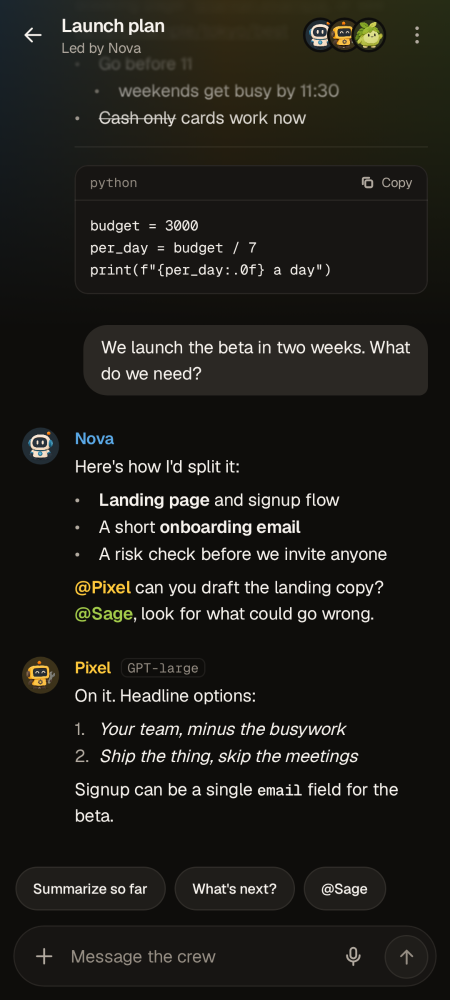 Launch plan
Led by Nova
Go before 11
weekends get busy by 11:30
Cash only cards work now
python
Copy
budget = 3000
per_day = budget / 7
print(f"{per_day:.0f} a day")
We launch the beta in two weeks. What
do we need?
Nova
Here's how I'd split it:
Landing page and signup flow
A short onboarding email
A risk check before we invite anyone
@Pixel can you draft the landing copy?
@Sage, look for what could go wrong.
Pixel GPT-large
On it. Headline options:
1. Your team, minus the busywork
2. Ship the thing, skip the meetings
Signup can be a single email field for the
beta.
Summarize so far
What's next?
@Sage
Message the crew